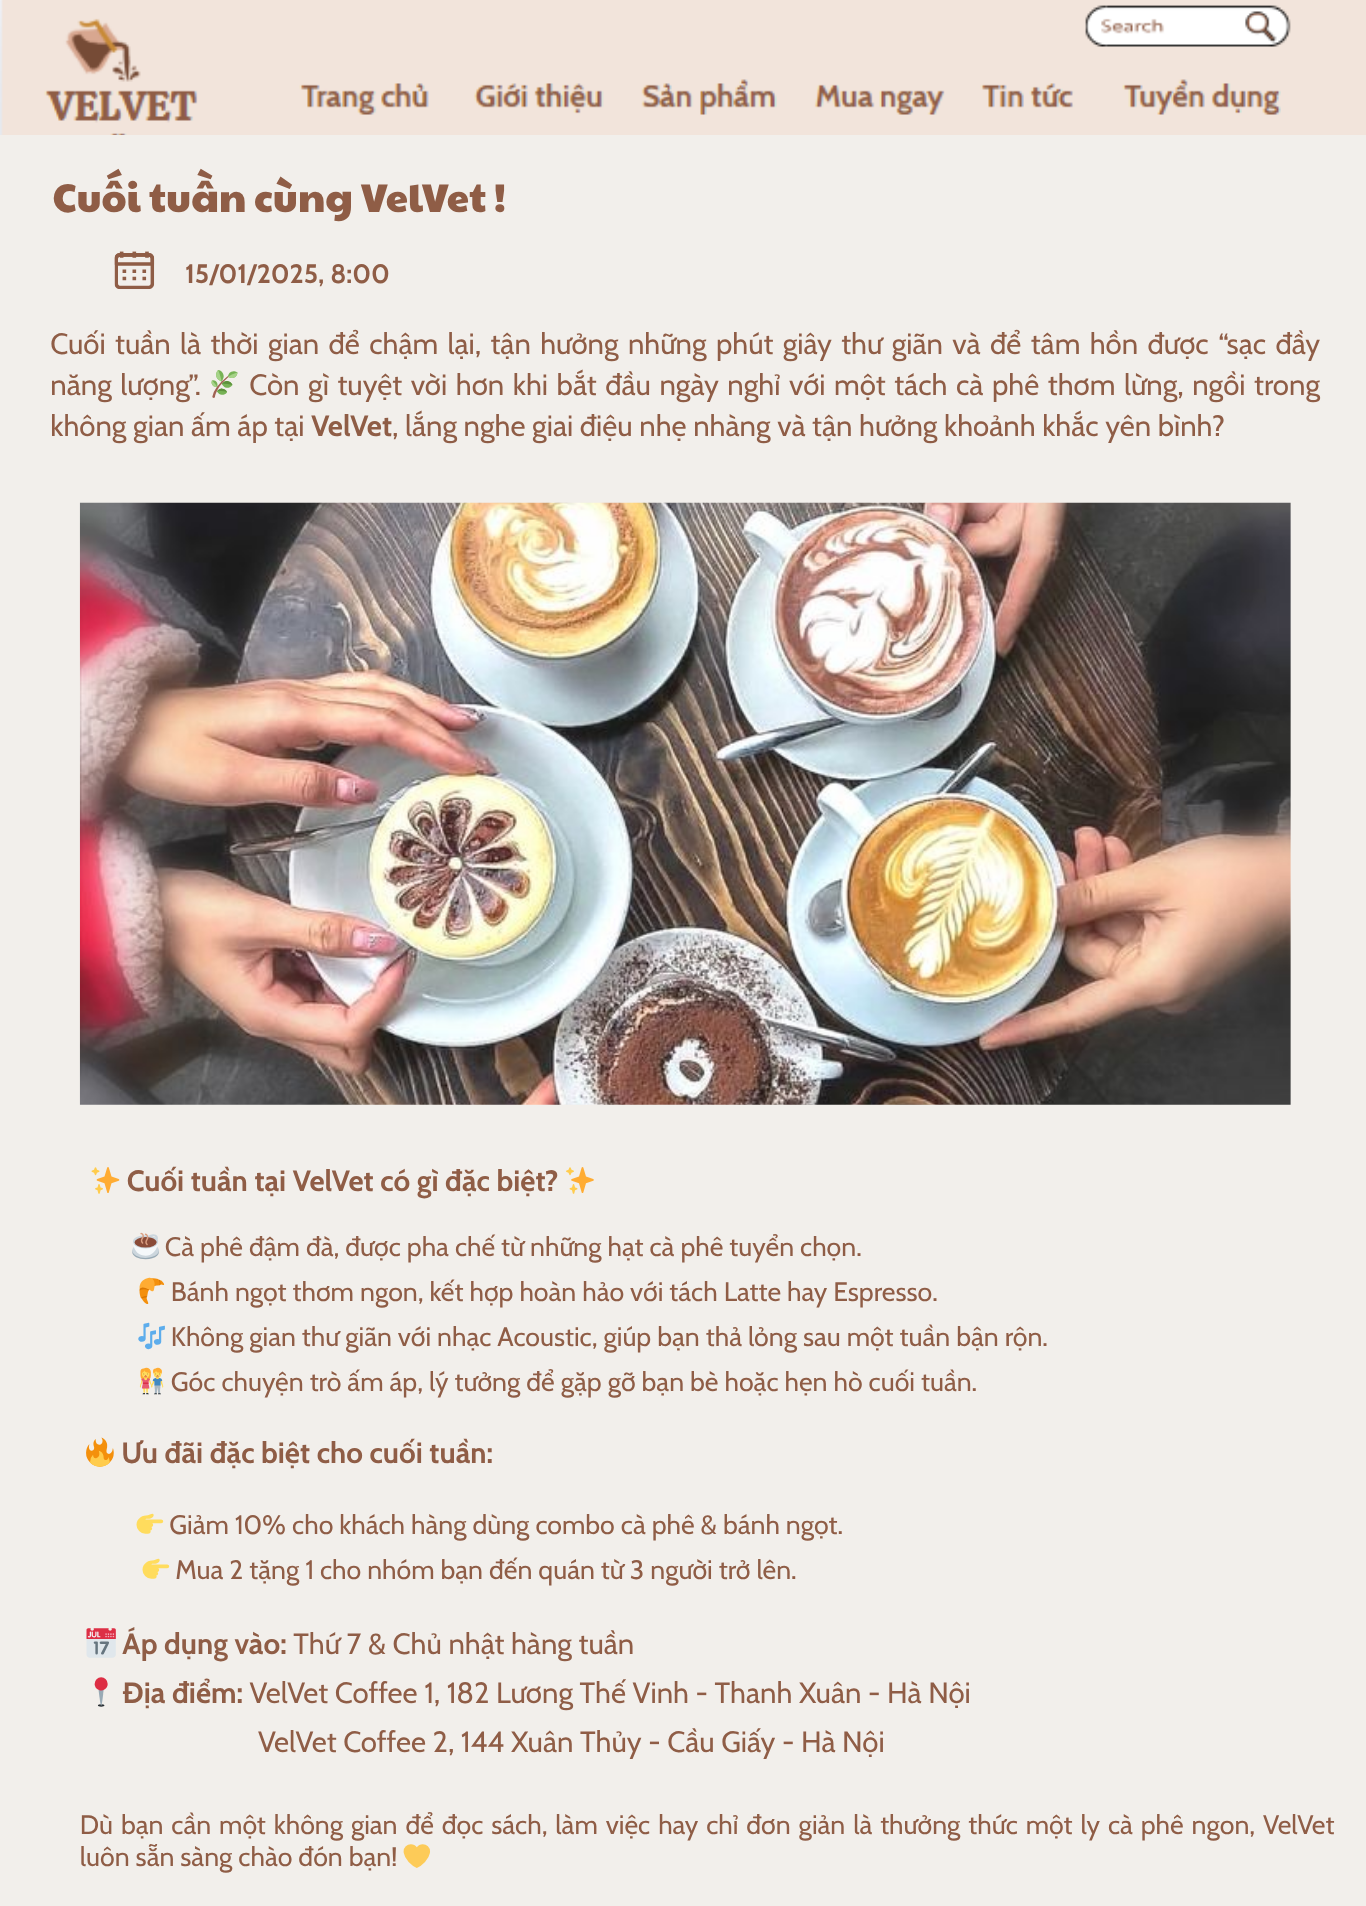 Search
VELVET
Trang chủ
Giới thiệu
Sản phẩm
Mua ngay
Tin tức
Tuyển dụng
Cuối tuần cùng VelVet !
15/01/2025, 8:00
Cuối tuần là thời gian để chậm lại, tận hưởng những phút giây thư giãn và để tâm hồn được “sạc đầy
năng lượng”. 🌿 Còn gì tuyệt vời hơn khi bắt đầu ngày nghỉ với một tách cà phê thơm lừng, ngồi trong
không gian ấm áp tại VelVet, lắng nghe giai điệu nhẹ nhàng và tận hưởng khoảnh khắc yên bình?
✨ Cuối tuần tại VelVet có gì đặc biệt? ✨
☕ Cà phê đậm đà, được pha chế từ những hạt cà phê tuyển chọn.
🥐 Bánh ngọt thơm ngon, kết hợp hoàn hảo với tách Latte hay Espresso.
🎶 Không gian thư giãn với nhạc Acoustic, giúp bạn thả lỏng sau một tuần bận rộn.
👫 Góc chuyện trò ấm áp, lý tưởng để gặp gỡ bạn bè hoặc hẹn hò cuối tuần.
🔥 Ưu đãi đặc biệt cho cuối tuần:
👉 Giảm 10% cho khách hàng dùng combo cà phê & bánh ngọt.
👉 Mua 2 tặng 1 cho nhóm bạn đến quán từ 3 người trở lên.
📅 Áp dụng vào: Thứ 7 & Chủ nhật hàng tuần
📍 Địa điểm: VelVet Coffee 1, 182 Lương Thế Vinh - Thanh Xuân - Hà Nội
VelVet Coffee 2, 144 Xuân Thủy - Cầu Giấy - Hà Nội
Dù bạn cần một không gian để đọc sách, làm việc hay chỉ đơn giản là thưởng thức một ly cà phê ngon, VelVet
luôn sẵn sàng chào đón bạn! 💛